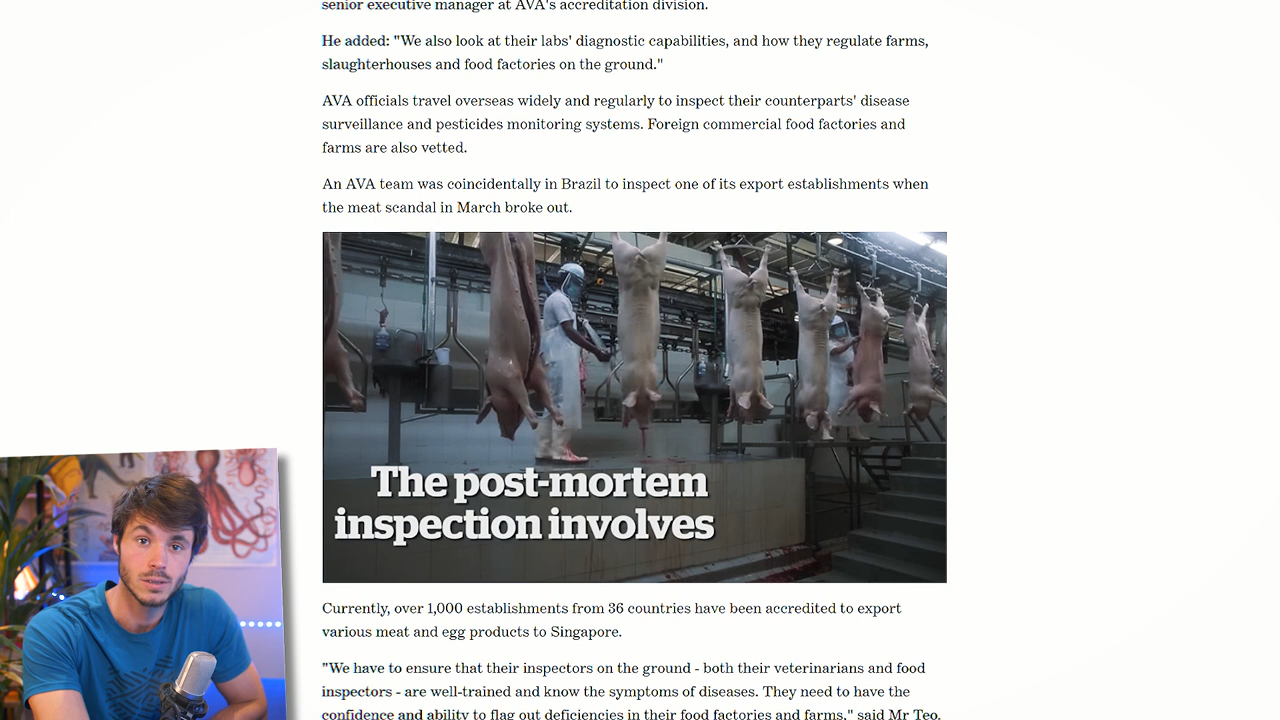 senior executive manager at AVA's accreditation division.
He added: "We also look at their labs' diagnostic capabilities, and how they regulate farms,
slaughterhouses and food factories on the ground."
AVA officials travel overseas widely and regularly to inspect their counterparts' disease
surveillance and pesticides monitoring systems. Foreign commercial food factories and
farms are also vetted.
An AVA team was coincidentally in Brazil to inspect one of its export establishments when
the meat scandal in March broke out.
The post-mortem
inspection involves
Currently, over 1,000 establishments from 36 countries have been accredited to export
various meat and egg products to Singapore.
"We have to ensure that their inspectors on the ground - both their veterinarians and food
inspectors - are well-trained and know the symptoms of diseases. They need to have the
confidence and ability to flag out deficiencies in their food factories and farms," said Mr Teo.